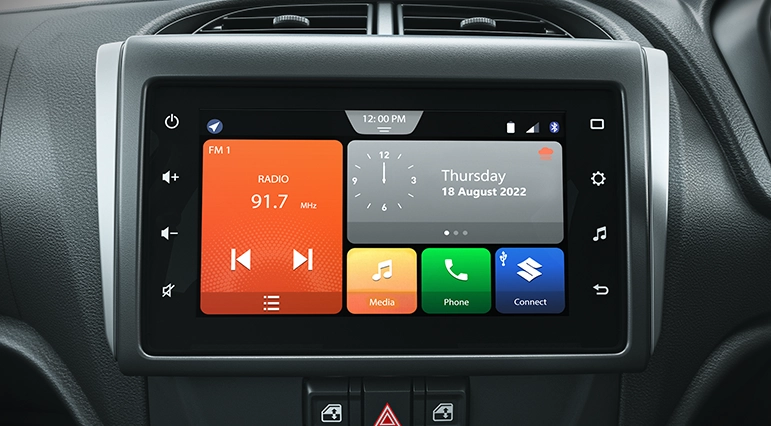 12:00 PM
FM 1
RADIO
91.7 MHz
12
9
3
6
Thursday
18 August 2022
Media
Phone
Connect